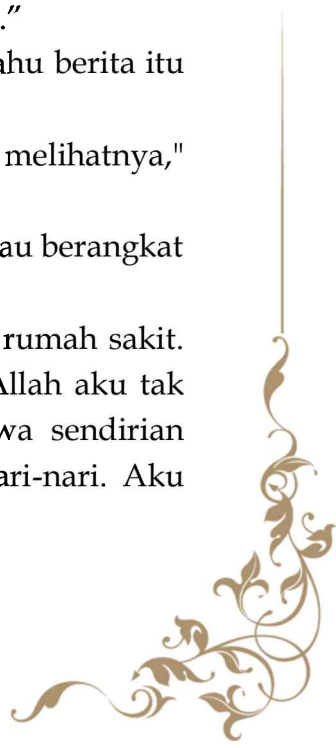 .”
ahu berita itu
melihatnya,"
au berangkat
rumah sakit.
Allah aku tak
wa sendirian
ari-nari. Aku